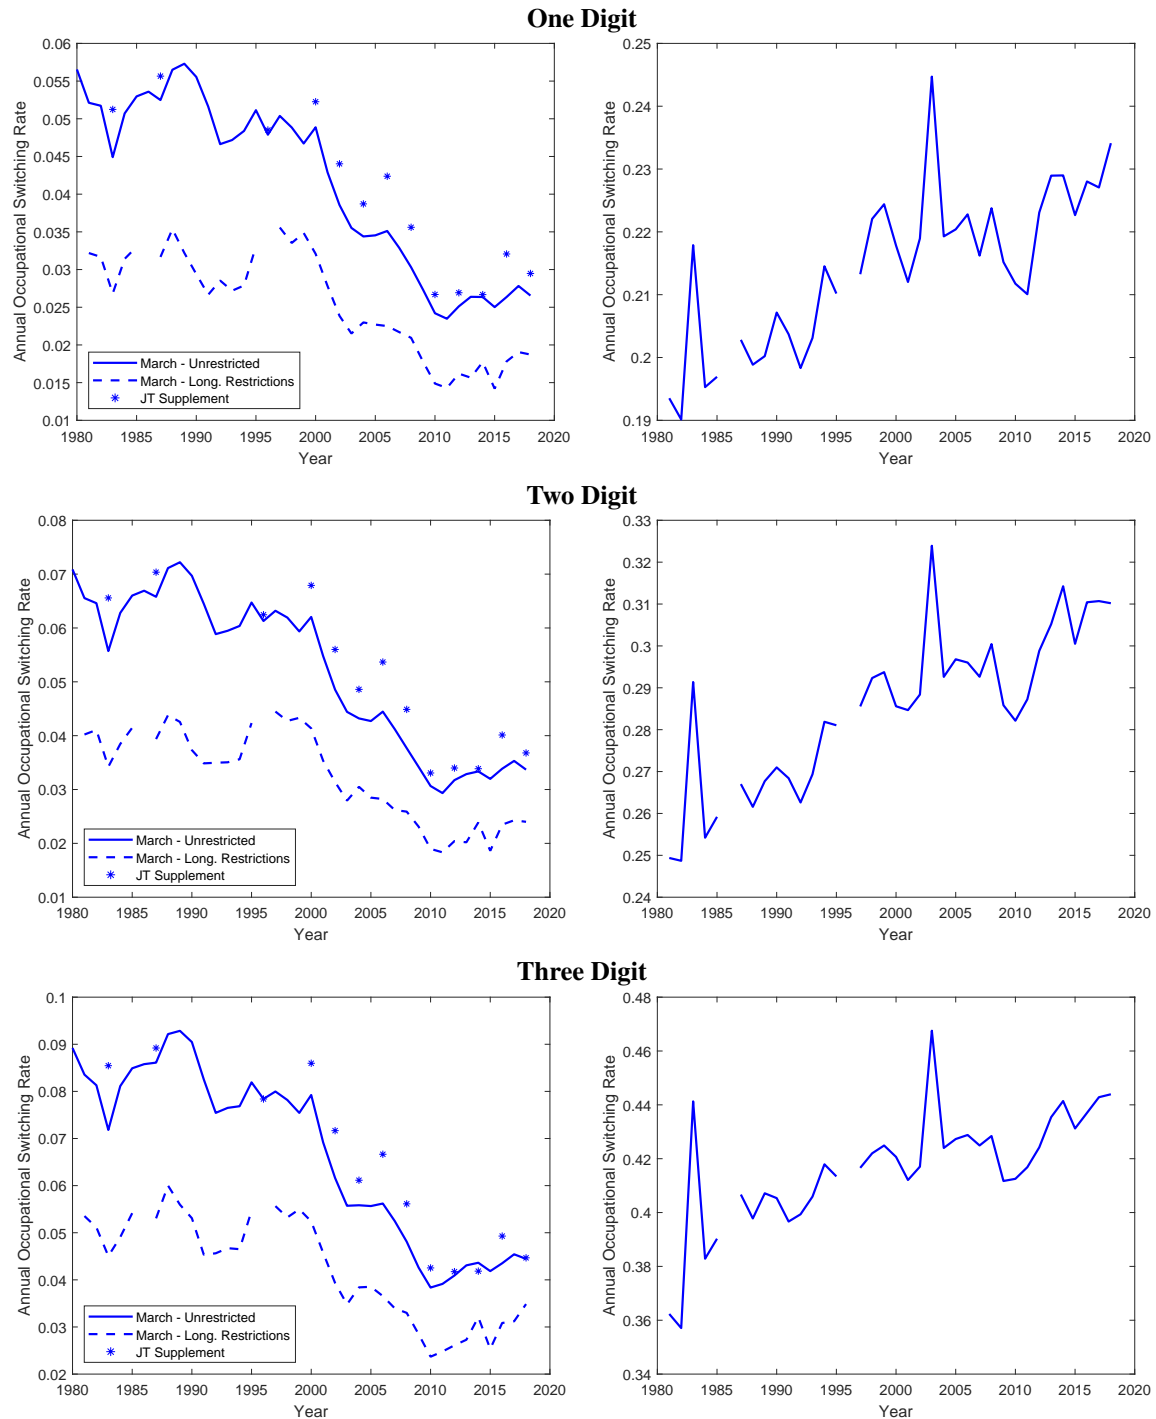 One Digit
Annual Occupational Switching Rate
0.06
0.055
0.05
0.045
0.04
0.035
0.03
0.025
0.02
0.015
0.01
March - Unrestricted
March - Long. Restrictions
JT Supplement
1980 1985 1990 1995 2000 2005 2010 2015 2020
Year
Annual Occupational Switching Rate
0.25
0.24
0.23
0.22
0.21
0.2
0.19
1980 1985 1990 1995 2000 2005 2010 2015 2020
Year
Two Digit
Annual Occupational Switching Rate
0.08
0.07
0.06
0.05
0.04
0.03
0.02
0.01
March - Unrestricted
March - Long. Restrictions
JT Supplement
1980 1985 1990 1995 2000 2005 2010 2015 2020
Year
Annual Occupational Switching Rate
0.33
0.32
0.31
0.3
0.29
0.28
0.27
0.26
0.25
0.24
1980 1985 1990 1995 2000 2005 2010 2015 2020
Year
Three Digit
Annual Occupational Switching Rate
0.1
0.09
0.08
0.07
0.06
0.05
0.04
0.03
0.02
March - Unrestricted
March - Long. Restrictions
JT Supplement
1980 1985 1990 1995 2000 2005 2010 2015 2020
Year
Annual Occupational Switching Rate
0.48
0.46
0.44
0.42
0.4
0.38
0.36
0.34
1980 1985 1990 1995 2000 2005 2010 2015 2020
Year